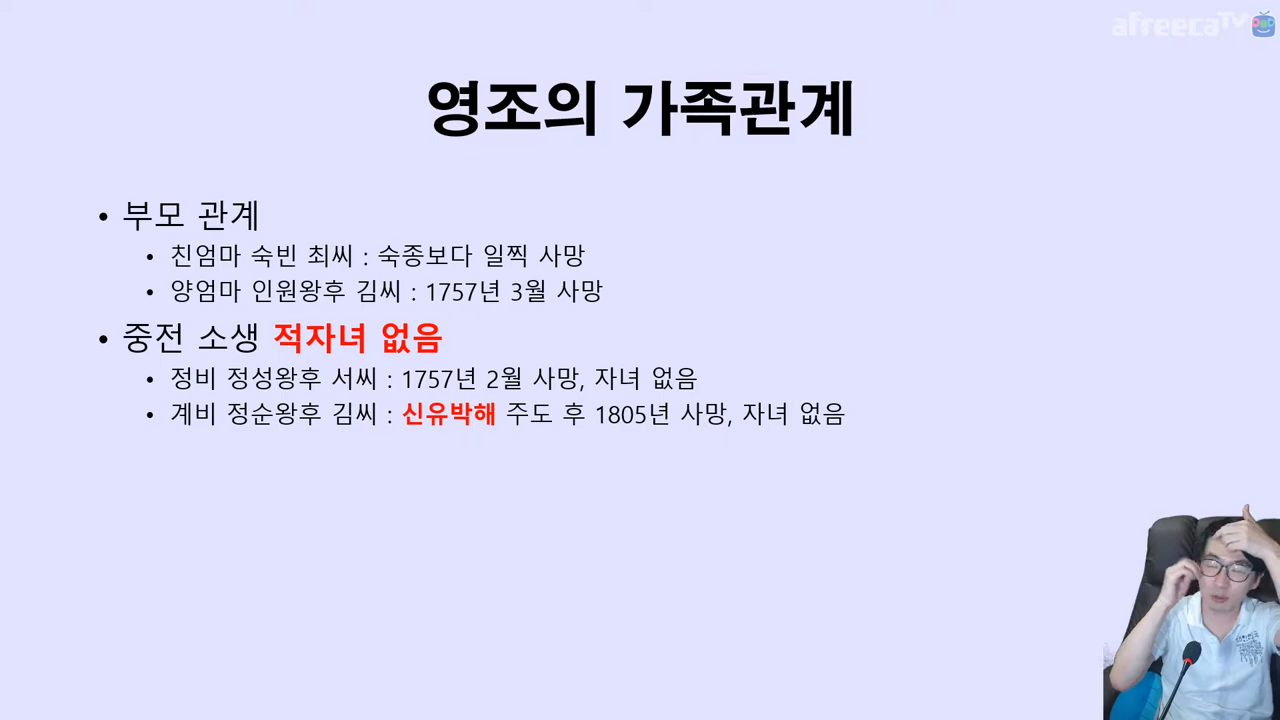 afreecaTV
영조의 가족관계
• 부모 관계
• 친엄마 숙빈 최씨 : 숙종보다 일찍 사망
• 양엄마 인원왕후 김씨 : 1757년 3월 사망
• 중전 소생 적자녀 없음
• 정비 정성왕후 서씨 : 1757년 2월 사망, 자녀 없음
• 계비 정순왕후 김씨 : 신유박해 주도 후 1805년 사망, 자녀 없음